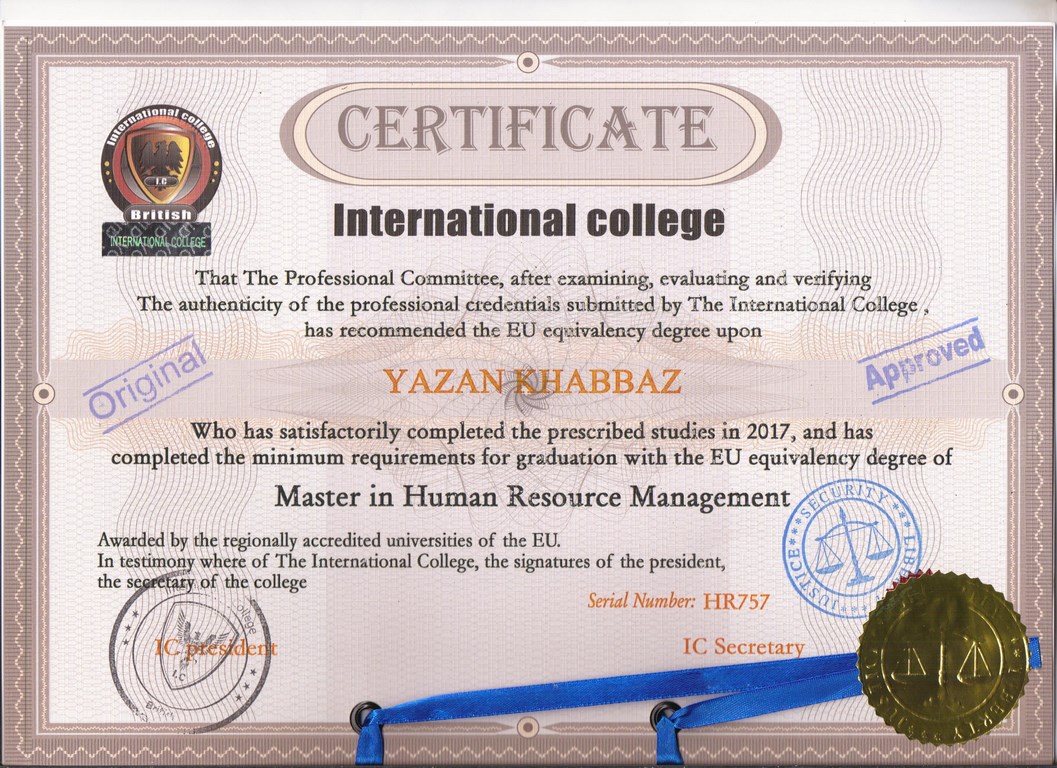 CERTIFICATE
International college
British
I.C
INTERNATIONAL COLLEGE
International college
That The Professional Committee, after examining, evaluating and verifying
The authenticity of the professional credentials submitted by The International College ,
has recommended the EU equivalency degree upon
Original
Approved
YAZAN KHABBAZ
Who has satisfactorily completed the prescribed studies in 2017, and has
completed the minimum requirements for graduation with the EU equivalency degree of
Master in Human Resource Management
SECURITY
JUSTICE
Awarded by the regionally accredited universities of the EU.
In testimony where of The International College, the signatures of the president,
the secretary of the college
Serial Number: HR757
IC president
IC Secretary
college
I.C